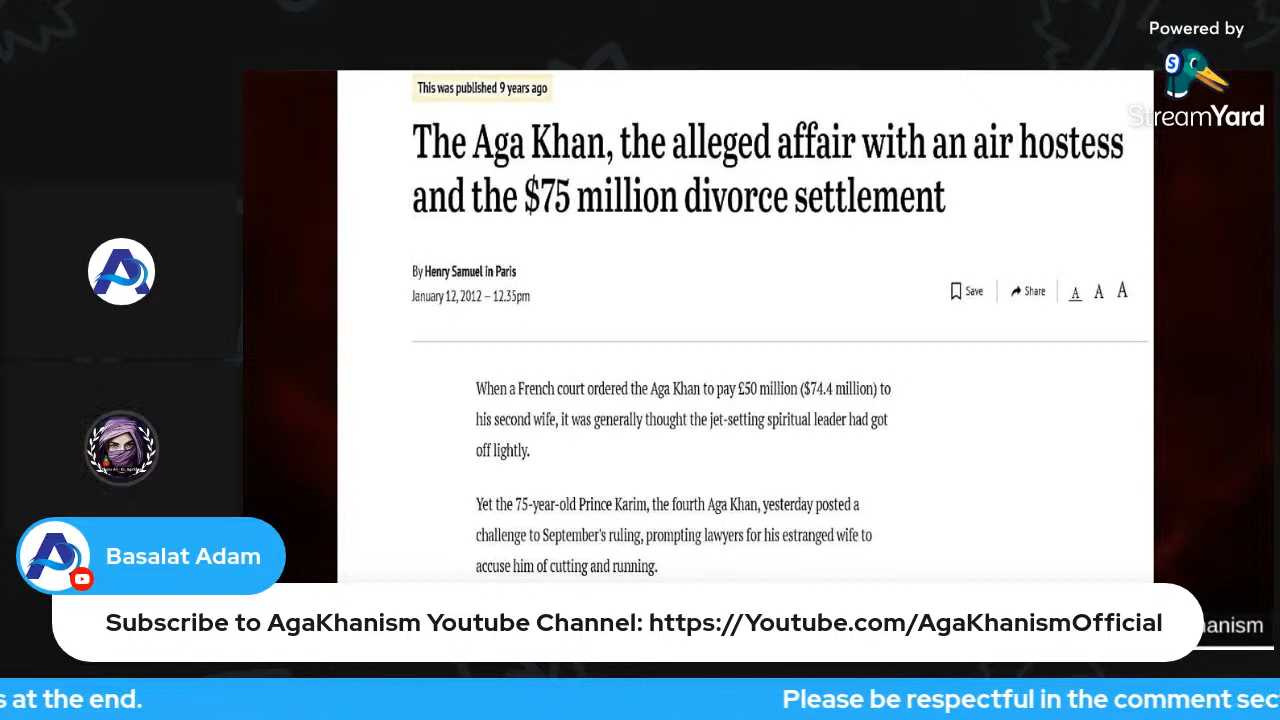 Powered by
StreamYard
This was published 9 years ago
The Aga Khan, the alleged affair with an air hostess
and the $75 million divorce settlement
By Henry Samuel in Paris
January 12, 2012 – 12.35pm
Save
Share
A A A
When a French court ordered the Aga Khan to pay £50 million ($74.4 million) to
his second wife, it was generally thought the jet-setting spiritual leader had got
off lightly.
Yet the 75-year-old Prince Karim, the fourth Aga Khan, yesterday posted a
challenge to September's ruling, prompting lawyers for his estranged wife to
accuse him of cutting and running.
Basalat Adam
Subscribe to AgaKhanism Youtube Channel: https://Youtube.com/AgaKhanismOfficial
hanism
s at the end.
Please be respectful in the comment sec